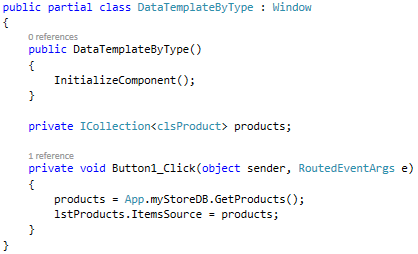 public partial class DataTemplateByType : Window
{
0 references
public DataTemplateByType()
{
InitializeComponent();
}
private ICollection<clsProduct> products;
1 reference
private void Button1_Click(object sender, RoutedEventArgs e)
{
products = App.myStoreDB.GetProducts();
lstProducts.ItemsSource = products;
}
}